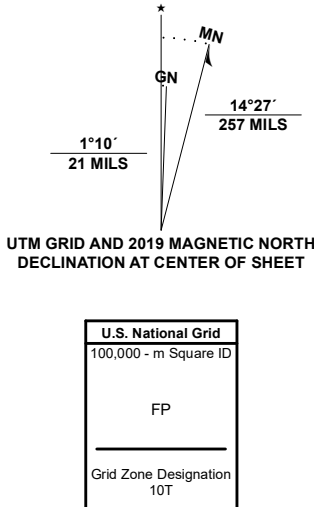 ★
MN
GN
1°10´
21 MILS
14°27´
257 MILS
UTM GRID AND 2019 MAGNETIC NORTH
DECLINATION AT CENTER OF SHEET
U.S. National Grid
100,000 - m Square ID
FP
Grid Zone Designation
10T